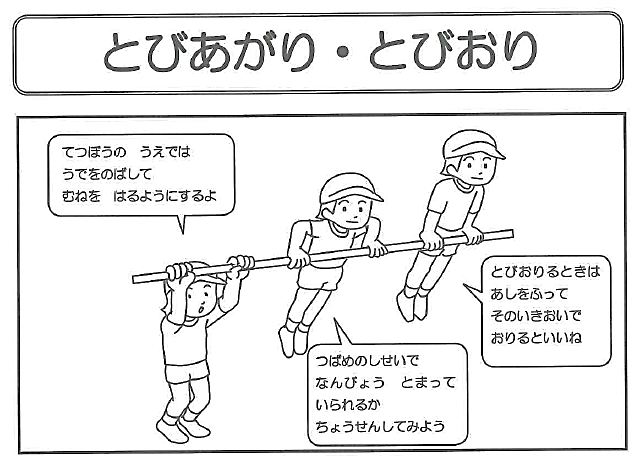 とびあがり・とびおり
てつぼうの　うえでは
うでをのばして
むねを　はるようにするよ
つばめのしせいで
なんびょう　とまって
いられるか
ちょうせんしてみよう
とびおりるときは
あしをふって
そのいきおいで
おりるといいね